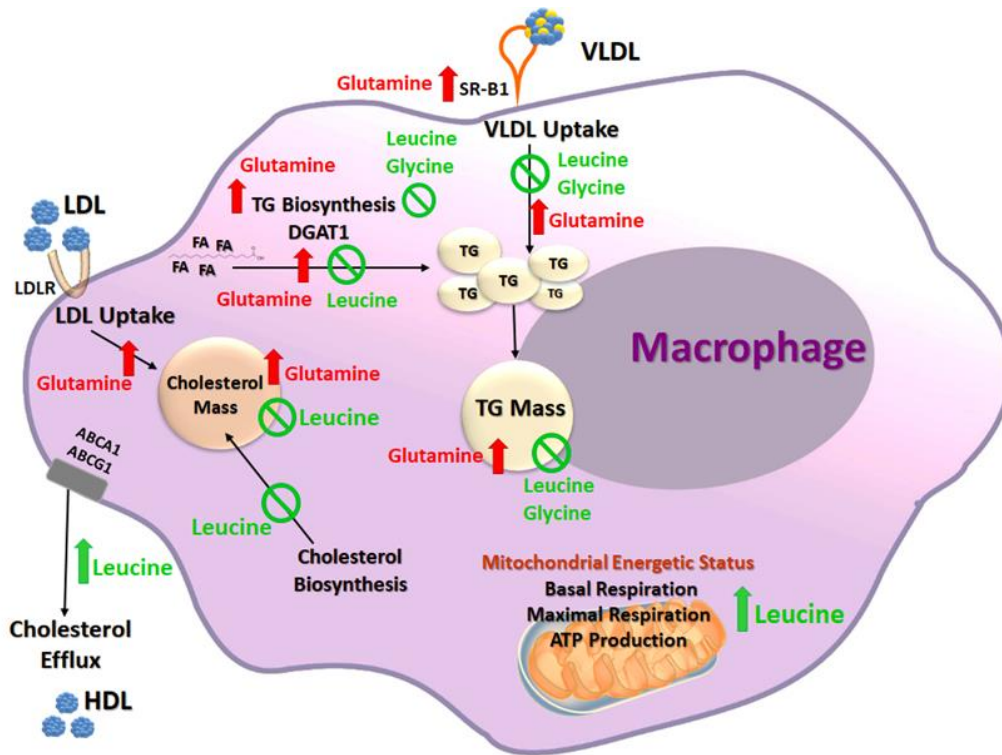 VLDL
Glutamine
SR-B1
VLDL Uptake
Leucine
Glycine
Leucine
Glycine
Glutamine
Glutamine
TG Biosynthesis
DGAT1
FA FA
FA FA
Glutamine
Leucine
TG
TG
TG
TG
TG
LDL
LDLR
LDL Uptake
Glutamine
Cholesterol
Mass
Glutamine
Leucine
Macrophage
TG Mass
Glutamine
Leucine
Glycine
ABCA1
ABCG1
Leucine
Cholesterol
Efflux
HDL
Leucine
Cholesterol
Biosynthesis
Mitochondrial Energetic Status
Basal Respiration
Maximal Respiration
ATP Production
Leucine